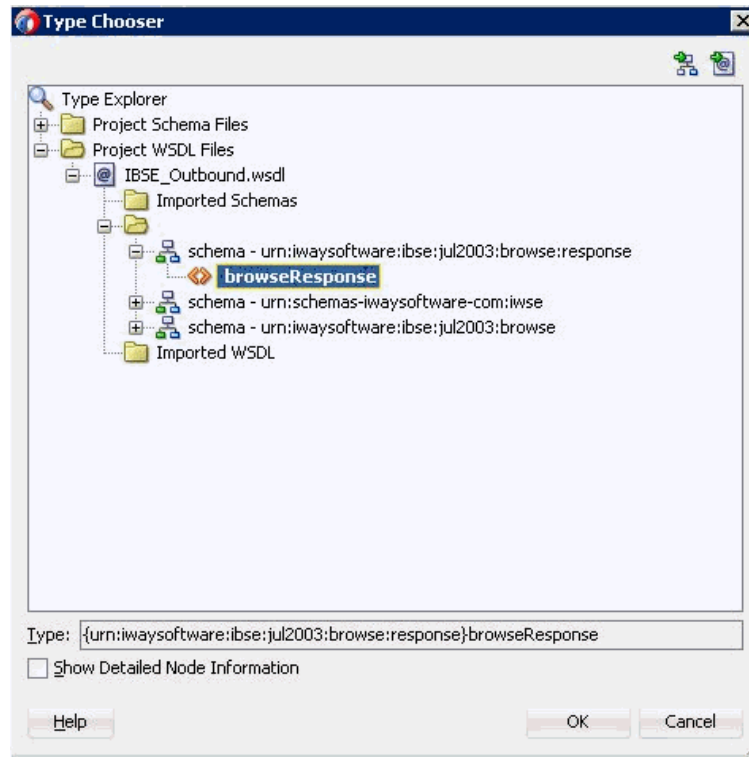 Type Chooser
Type Explorer
Project Schema Files
Project WSDL Files
IBSE_Outbound.wsdl
Imported Schemas
schema - urn:iwaysoftware:ibse:jul2003:browse:response
browseResponse
schema - urn:schemas-iwaysoftware-com:iwse
schema - urn:iwaysoftware:ibse:jul2003:browse
Imported WSDL
Type: {urn:iwaysoftware:ibse:jul2003:browse:response}browseResponse
Show Detailed Node Information
Help OK Cancel